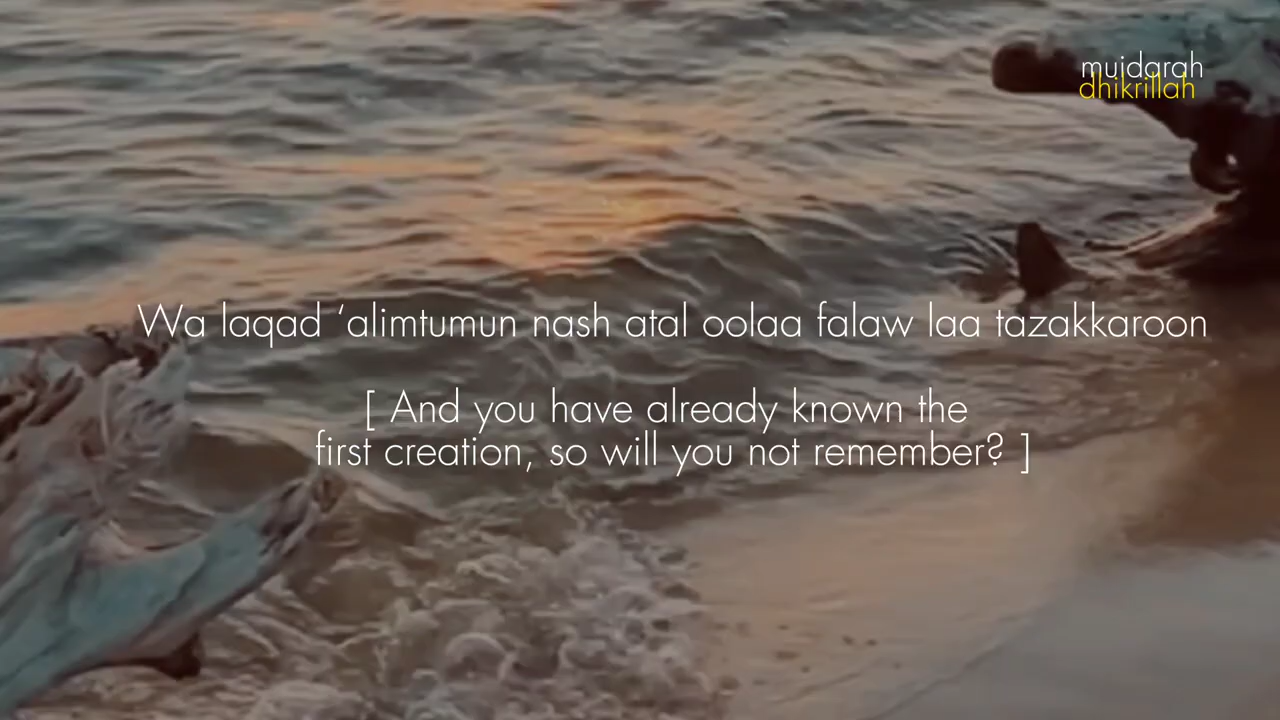 muidarah
dhikrillah
Wa laqad ‘alimtumun nash atal oolaa falaw laa tazakkaroon
[ And you have already known the
first creation, so will you not remember? ]